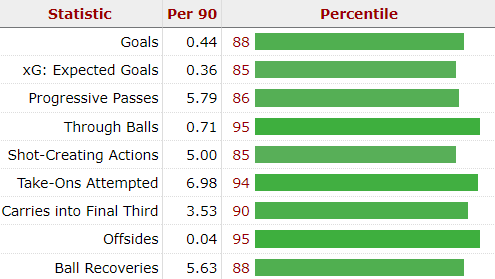 Statistic Per 90 Percentile
Goals 0.44 88
xG: Expected Goals 0.36 85
Progressive Passes 5.79 86
Through Balls 0.71 95
Shot-Creating Actions 5.00 85
Take-Ons Attempted 6.98 94
Carries into Final Third 3.53 90
Offsides 0.04 95
Ball Recoveries 5.63 88